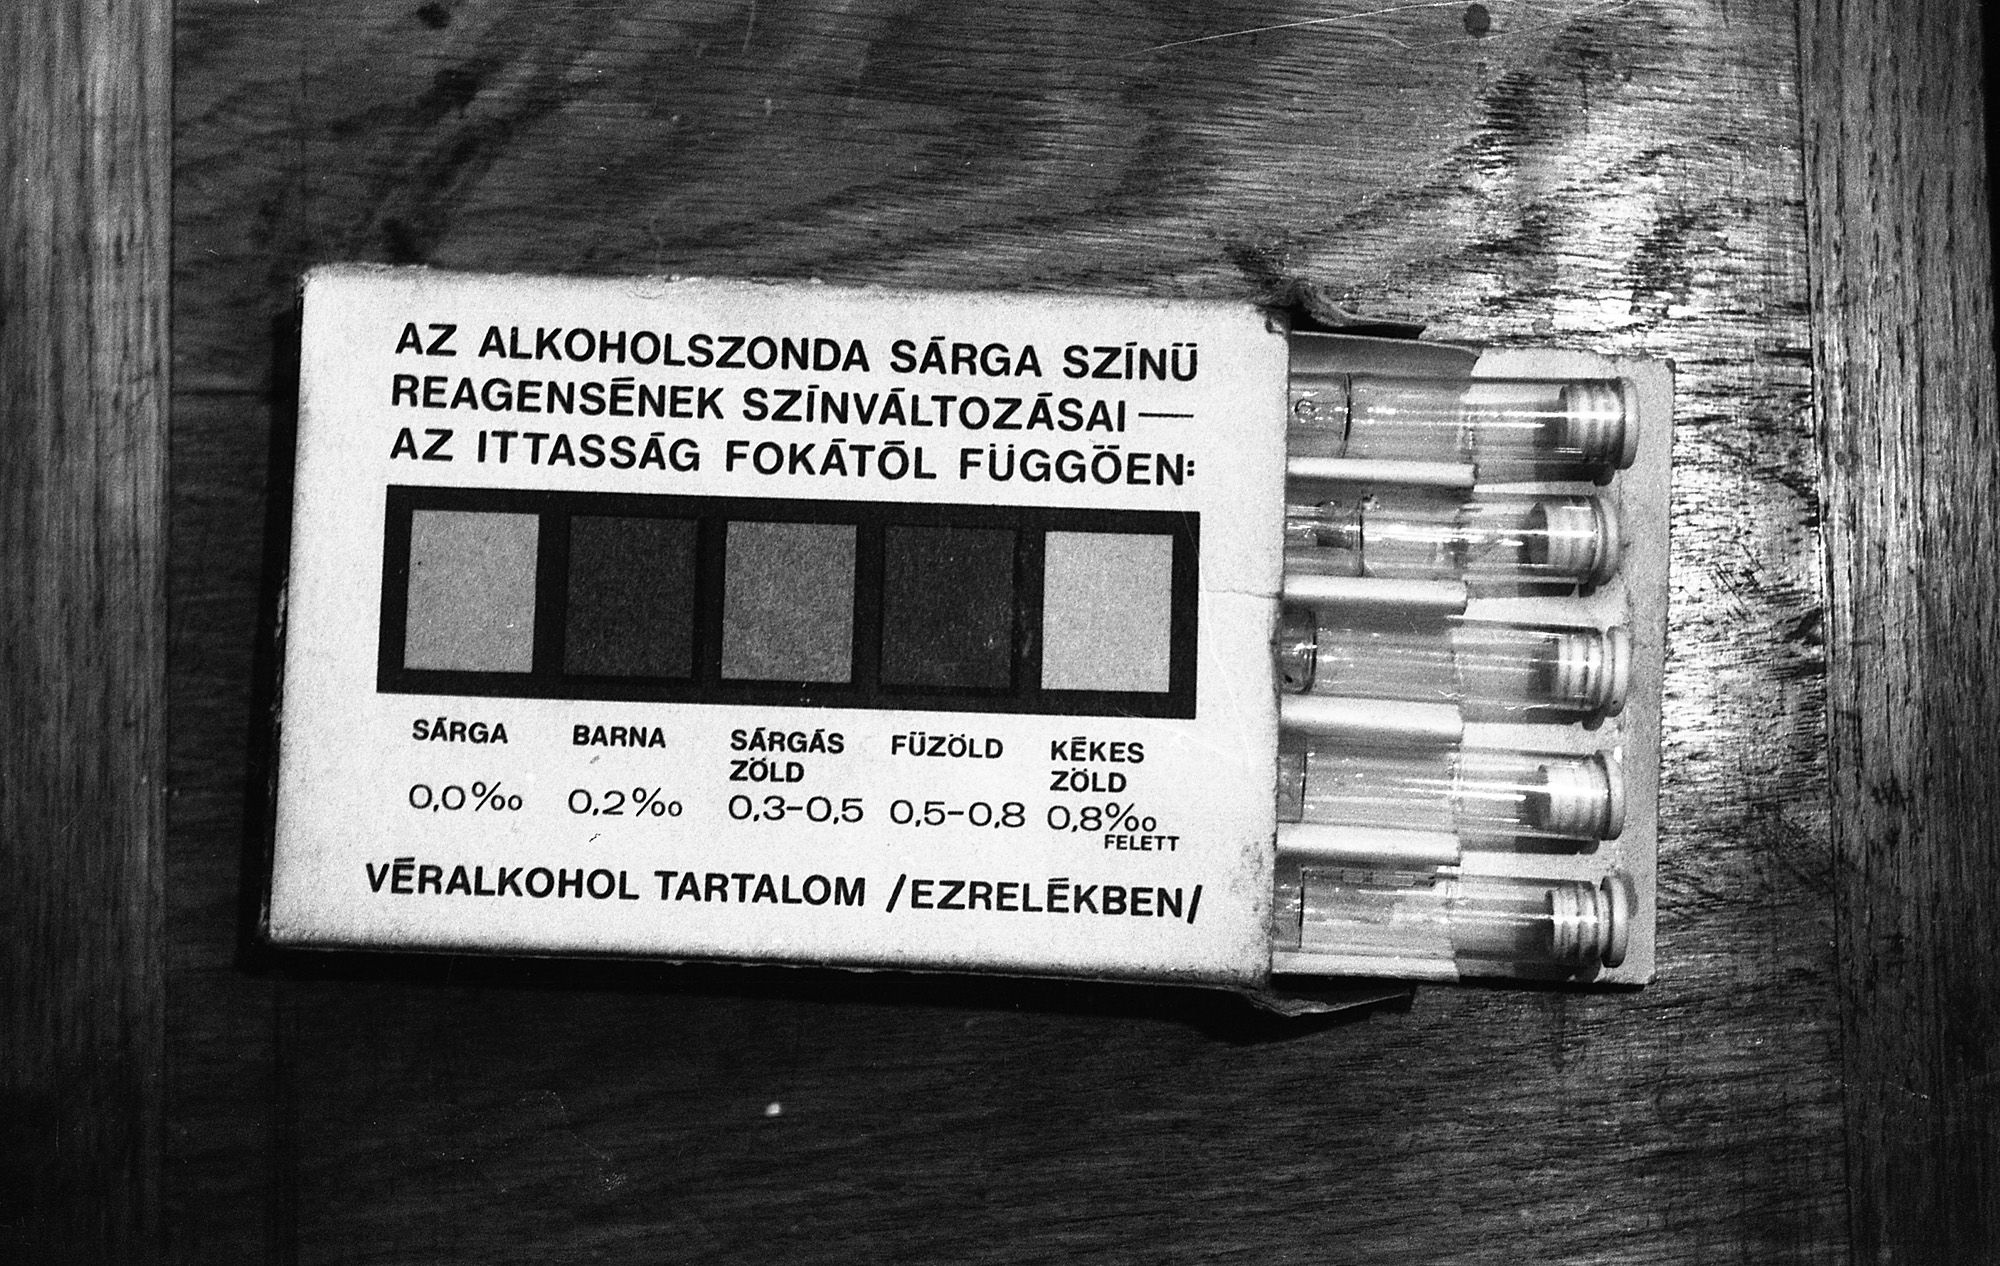 AZ ALKOHOLSZONDA SÁRGA SZÍNŰ
REAGENSÉNEK SZÍNVÁLTOZÁSAI —
AZ ITTASSÁG FOKÁTÓL FÜGGŐEN:
SÁRGA BARNA SÁRGÁS ZÖLD FŰZÖLD KÉKES ZÖLD
0,0‰ 0,2‰ 0,3-0,5 0,5-0,8 0,8‰ FELETT
VÉRALKOHOL TARTALOM /EZRELÉKBEN/